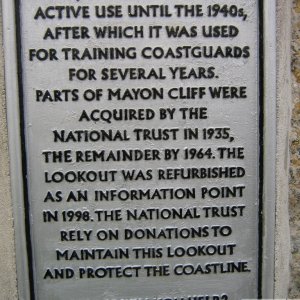 ACTIVE USE UNTIL THE 1940s,
AFTER WHICH IT WAS USED
FOR TRAINING COASTGUARDS
FOR SEVERAL YEARS.
PARTS OF MAYON CLIFF WERE
ACQUIRED BY THE
NATIONAL TRUST IN 1935,
THE REMAINDER BY 1964. THE
LOOKOUT WAS REFURBISHED
AS AN INFORMATION POINT
IN 1998. THE NATIONAL TRUST
RELY ON DONATIONS TO
MAINTAIN THIS LOOKOUT
AND PROTECT THE COASTLINE.